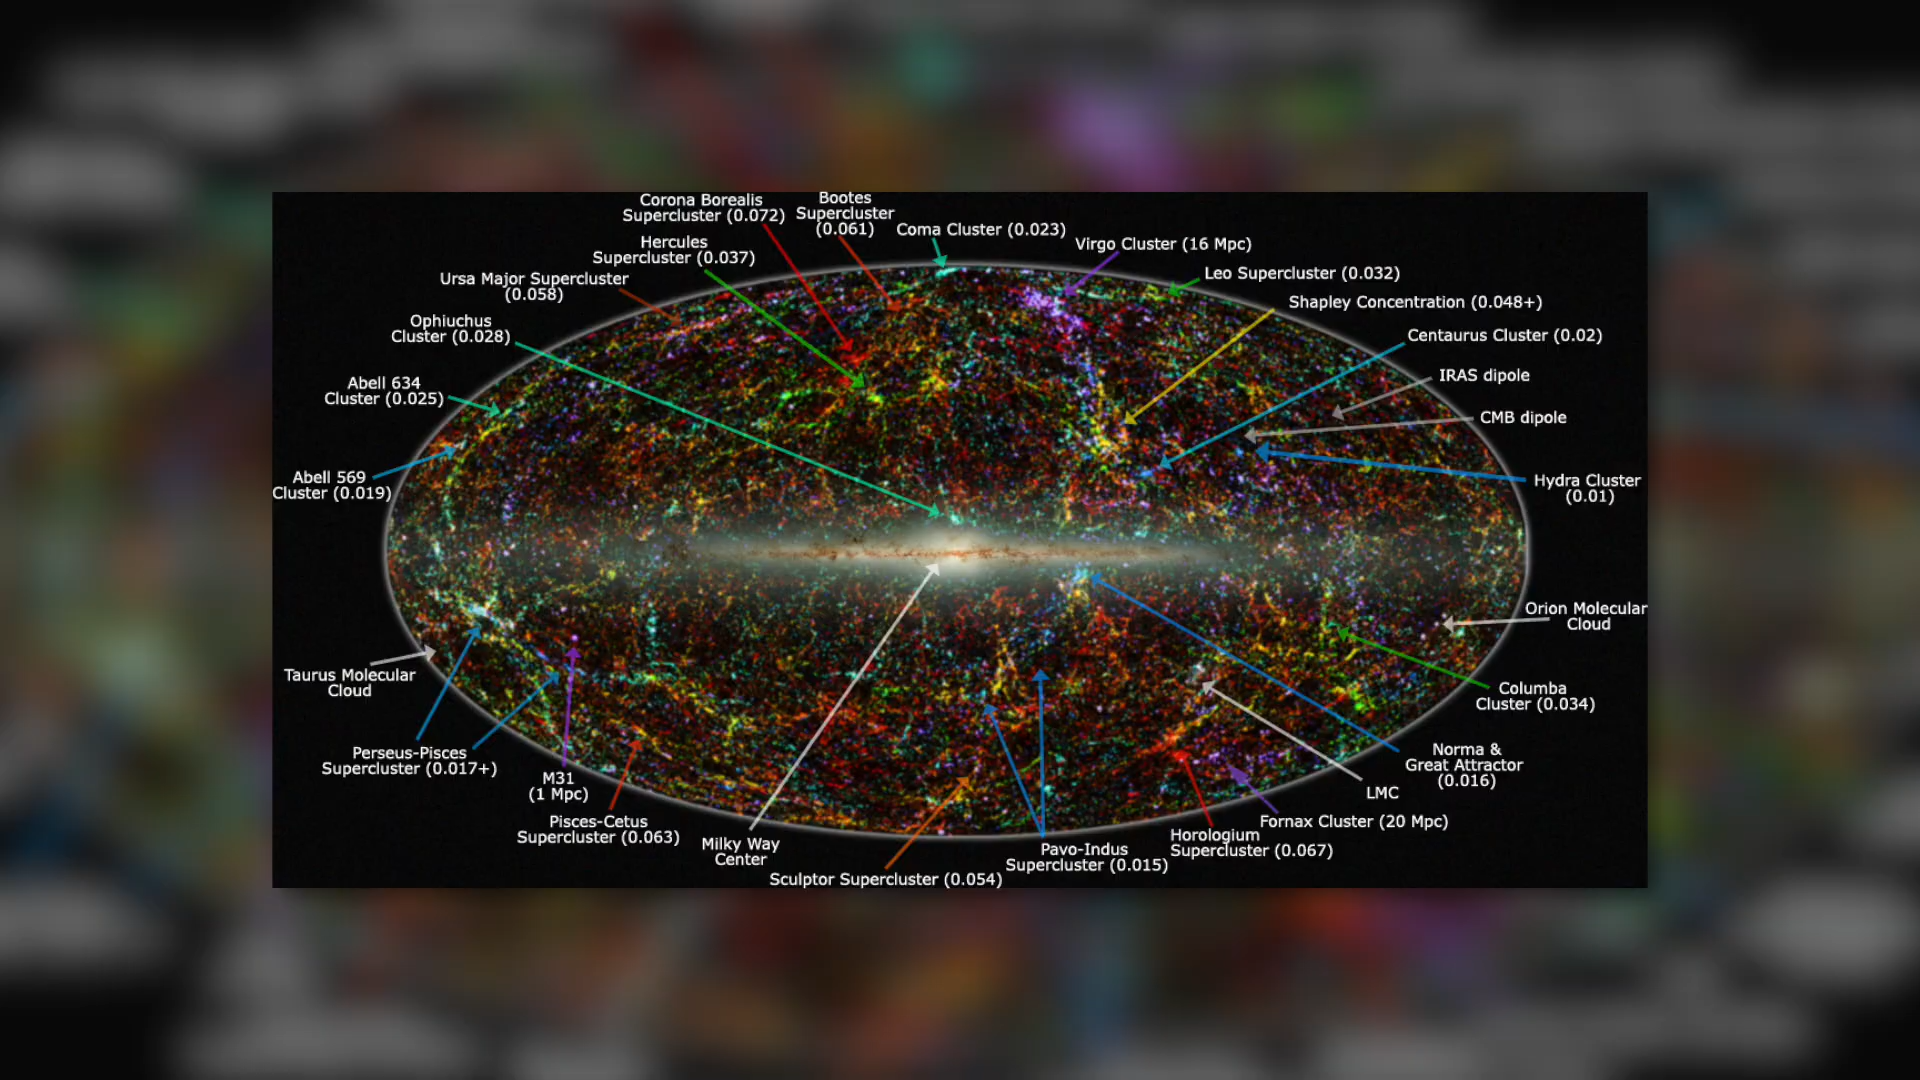 Corona Borealis
Supercluster (0.072)
Bootes
Supercluster
(0.061)
Coma Cluster (0.023)
Virgo Cluster (16 Mpc)
Hercules
Supercluster (0.037)
Leo Supercluster (0.032)
Ursa Major Supercluster
(0.058)
Shapley Concentration (0.048+)
Ophiuchus
Cluster (0.028)
Centaurus Cluster (0.02)
Abell 634
Cluster (0.025)
IRAS dipole
CMB dipole
Abell 569
Cluster (0.019)
Hydra Cluster
(0.01)
Orion Molecular
Cloud
Taurus Molecular
Cloud
Columba
Cluster (0.034)
Perseus-Pisces
Supercluster (0.017+)
Norma &
Great Attractor
(0.016)
M31
(1 Mpc)
LMC
Pisces-Cetus
Supercluster (0.063)
Fornax Cluster (20 Mpc)
Milky Way
Center
Horologium
Supercluster (0.067)
Pavo-Indus
Supercluster (0.015)
Sculptor Supercluster (0.054)